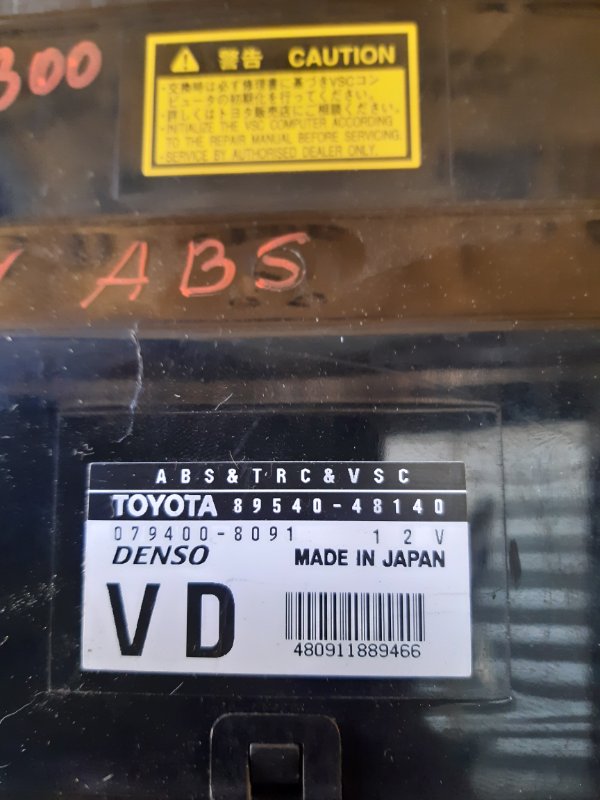 300
警告 CAUTION
・交換時は必ず修理書に基づきVSCコン
ピュータの初期化を行ってください。
・詳しくはトヨタ販売店にご相談ください。
・INITIALIZE THE VSC COMPUTER ACCORDING
TO THE REPAIR MANUAL BEFORE SERVICING.
・SERVICE BY AUTHORISED DEALER ONLY.
ABS
ABS&TRC&VSC
TOYOTA 89540-48140
079400-8091 12V
DENSO MADE IN JAPAN
VD
480911889466